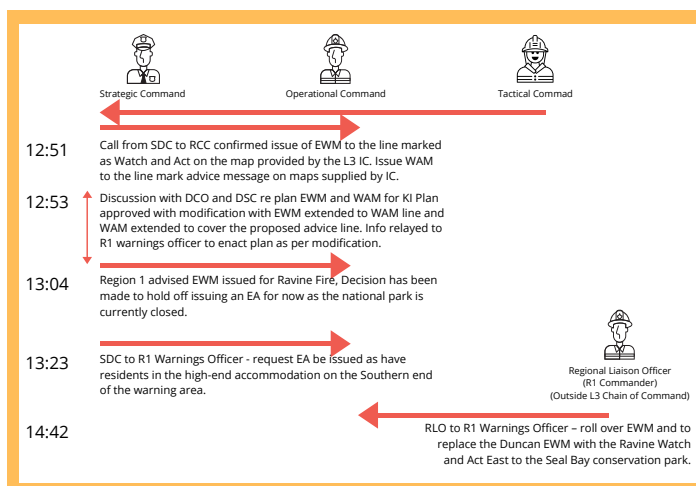 Strategic Command
Operational Command
Tactical Commad
12:51
Call from SDC to RCC confirmed issue of EWM to the line marked
as Watch and Act on the map provided by the L3 IC. Issue WAM
to the line mark advice message on maps supplied by IC.
12:53
Discussion with DCO and DSC re plan EWM and WAM for KI Plan
approved with modification with EWM extended to WAM line and
WAM extended to cover the proposed advice line. Info relayed to
R1 warnings officer to enact plan as per modification.
13:04
Region 1 advised EWM issued for Ravine Fire, Decision has been
made to hold off issuing an EA for now as the national park is
currently closed.
13:23
SDC to R1 Warnings Officer - request EA be issued as have
residents in the high-end accommodation on the Southern end
of the warning area.
Regional Liaison Officer
(R1 Commander)
(Outside L3 Chain of Command)
14:42
RLO to R1 Warnings Officer – roll over EWM and to
replace the Duncan EWM with the Ravine Watch
and Act East to the Seal Bay conservation park.